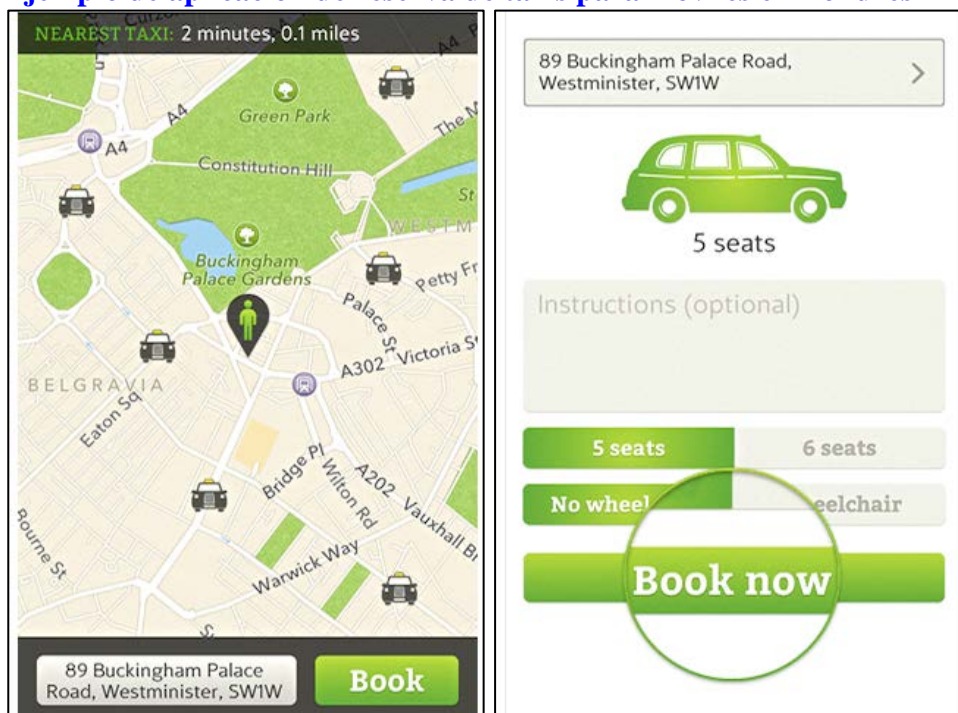 NEAREST TAXI: 2 minutes, 0.1 miles
A4
A4
Green Park
The M
A4
Constitution Hill
St
WESTM
Buckingham
Palace Gardens
Petty Fr
Palace St
A302 Victoria S
BELGRAVIA
Eaton Sq
Bridge Pl
Wilton Rd
A202 Vauxhall B
Bourne St
Warwick Way
89 Buckingham Palace
Road, Westminister, SW1W
Book
89 Buckingham Palace Road,
Westminister, SW1W
5 seats
Instructions (optional)
5 seats
6 seats
No wheel
eelchair
Book now